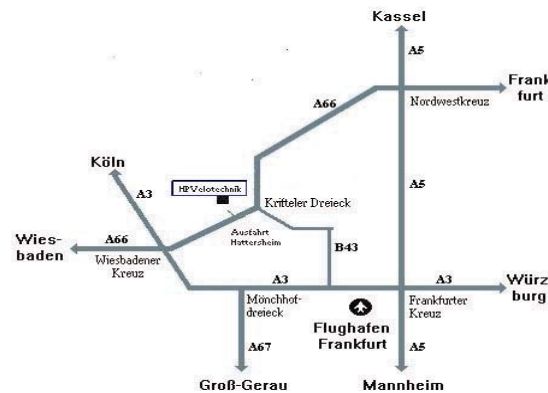 Kassel
A5
Frank
furt
Nordwestkreuz
A66
Köln
A3
HPVelotechnik
Krifteler Dreieck
A5
Ausfahrt
Hattersheim
Wies-
baden
A66
Wiesbadener
Kreuz
B43
A3
A3
Würz
burg
Mönchhof-
dreieck
Frankfurter
Kreuz
Flughafen
Frankfurt
A67
A5
Groß-Gerau
Mannheim